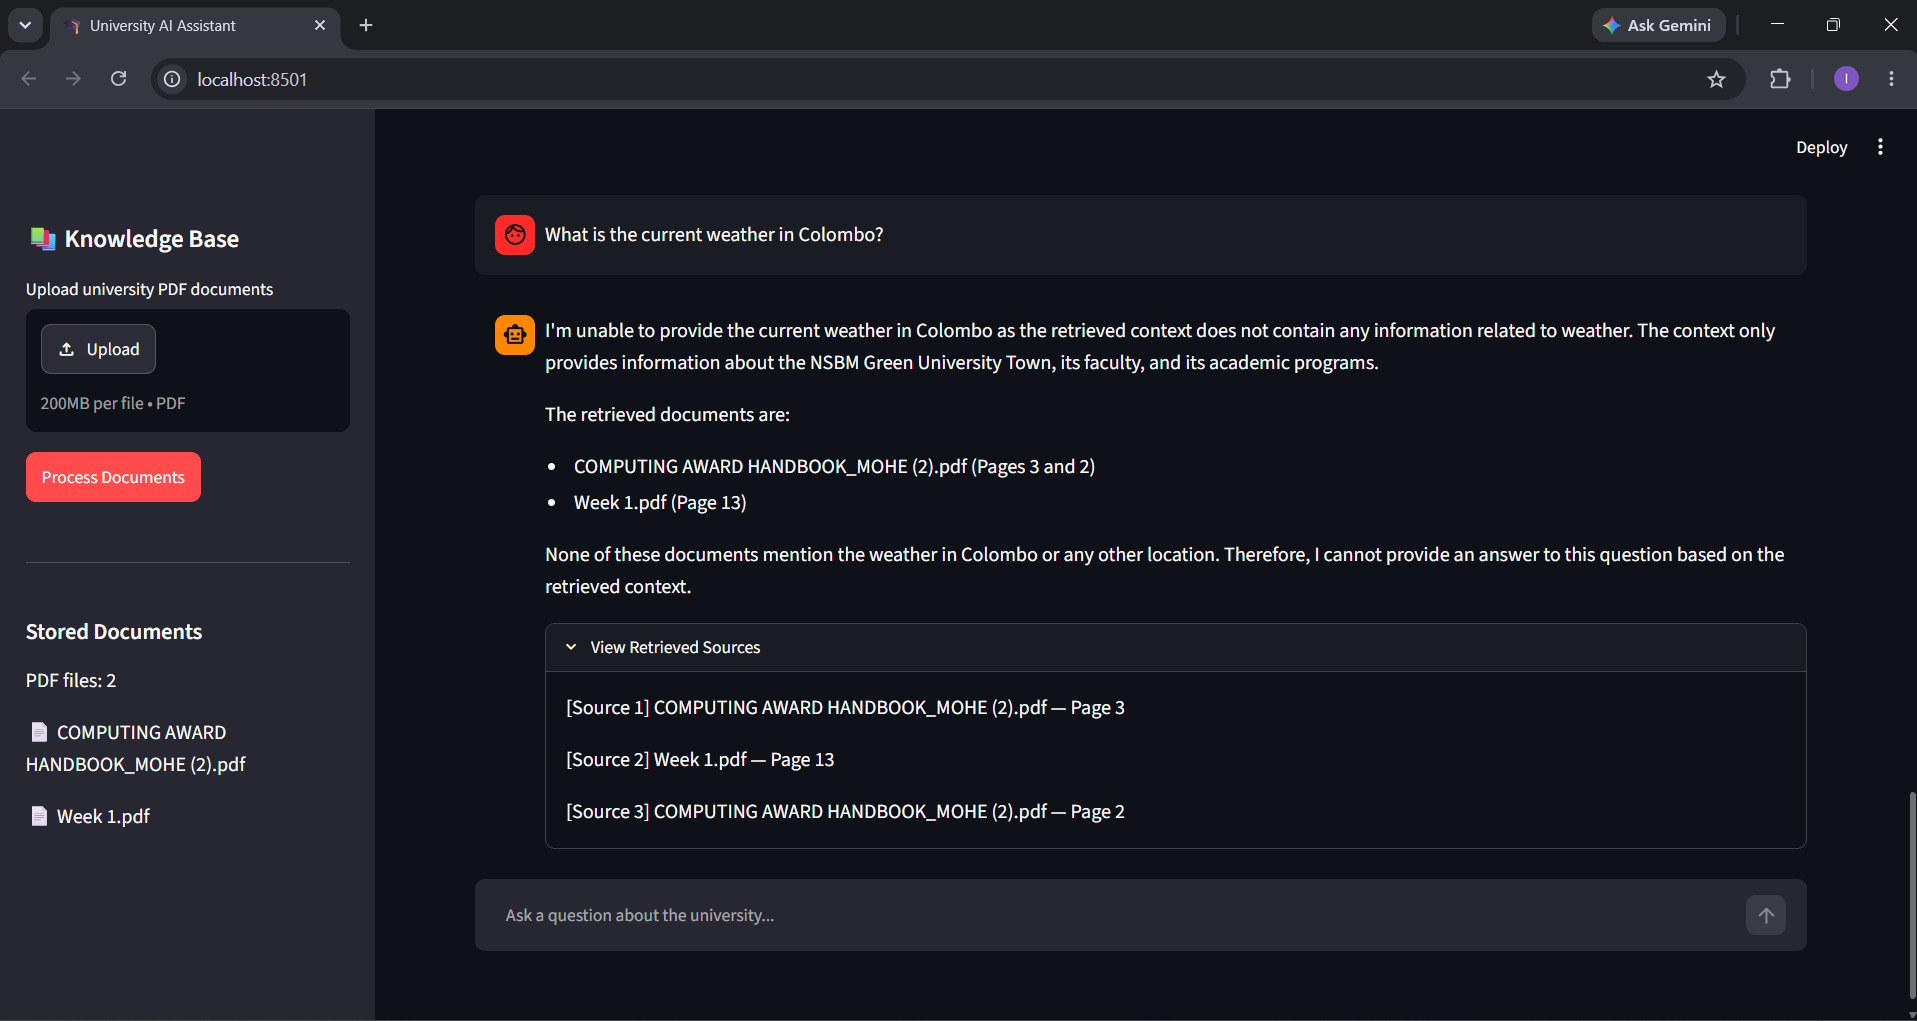 University AI Assistant
Ask Gemini
localhost:8501
I
Deploy
Knowledge Base
Upload university PDF documents
Upload
200MB per file • PDF
Process Documents
Stored Documents
PDF files: 2
COMPUTING AWARD
HANDBOOK_MOHE (2).pdf
Week 1.pdf
What is the current weather in Colombo?
I'm unable to provide the current weather in Colombo as the retrieved context does not contain any information related to weather. The context only
provides information about the NSBM Green University Town, its faculty, and its academic programs.
The retrieved documents are:
• COMPUTING AWARD HANDBOOK_MOHE (2).pdf (Pages 3 and 2)
• Week 1.pdf (Page 13)
None of these documents mention the weather in Colombo or any other location. Therefore, I cannot provide an answer to this question based on the
retrieved context.
View Retrieved Sources
[Source 1] COMPUTING AWARD HANDBOOK_MOHE (2).pdf — Page 3
[Source 2] Week 1.pdf — Page 13
[Source 3] COMPUTING AWARD HANDBOOK_MOHE (2).pdf — Page 2
Ask a question about the university...